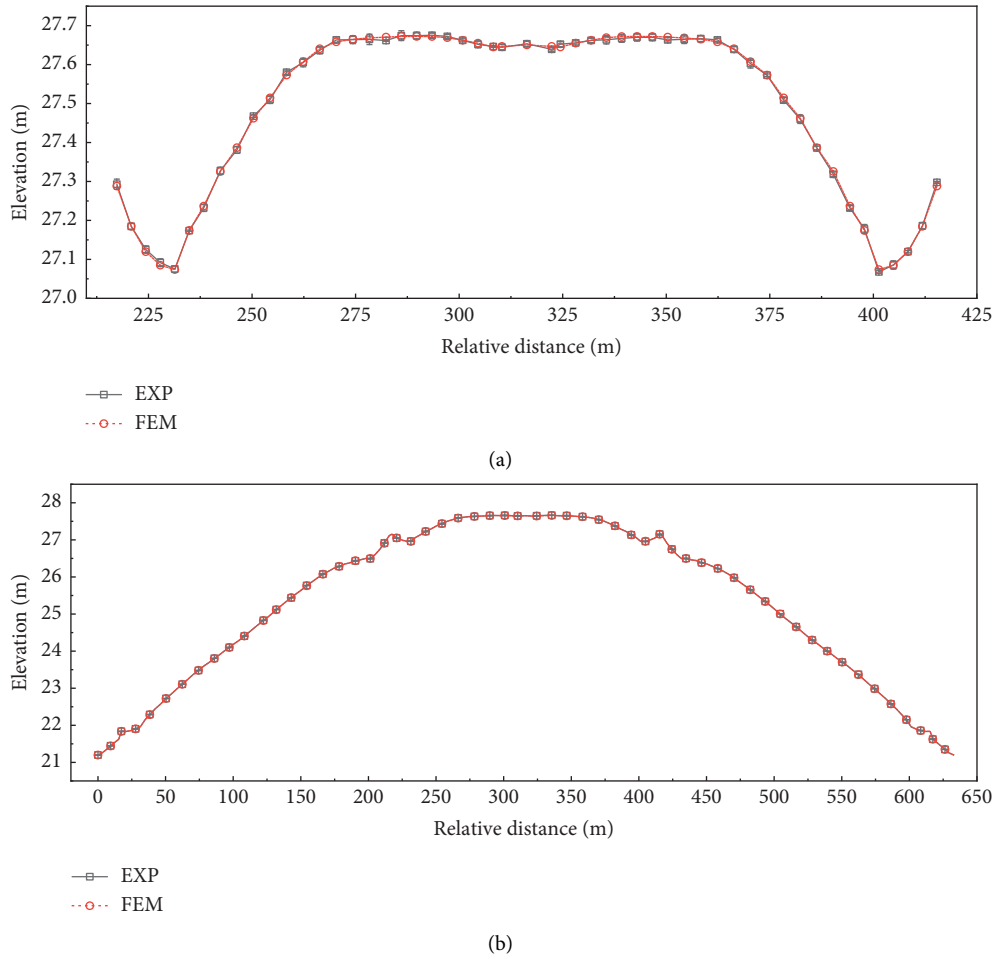 27.7
27.6
27.5
27.4
27.3
27.2
27.1
27.0
Elevation (m)
225 250 275 300 325 350 375 400 425
Relative distance (m)
EXP
FEM
(a)
28
27
26
25
24
23
22
21
Elevation (m)
0 50 100 150 200 250 300 350 400 450 500 550 600 650
Relative distance (m)
EXP
FEM
(b)